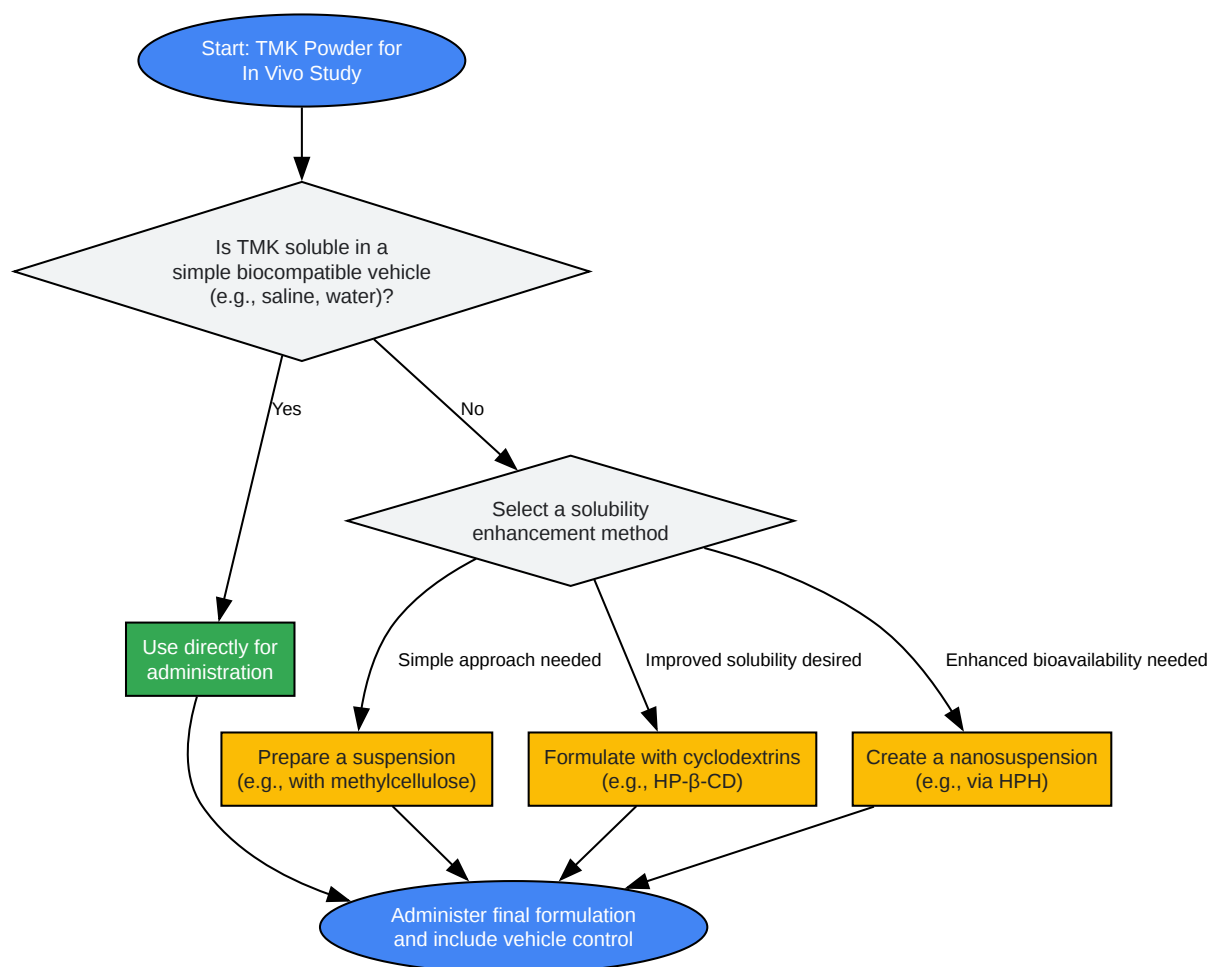 Start: TMK Powder for
In Vivo Study
Is TMK soluble in a
simple biocompatible vehicle
(e.g., saline, water)?
Yes
No
Select a solubility
enhancement method
Use directly for
administration
Simple approach needed
Improved solubility desired
Enhanced bioavailability needed
Prepare a suspension
(e.g., with methylcellulose)
Formulate with cyclodextrins
(e.g., HP-β-CD)
Create a nanosuspension
(e.g., via HPH)
Administer final formulation
and include vehicle control